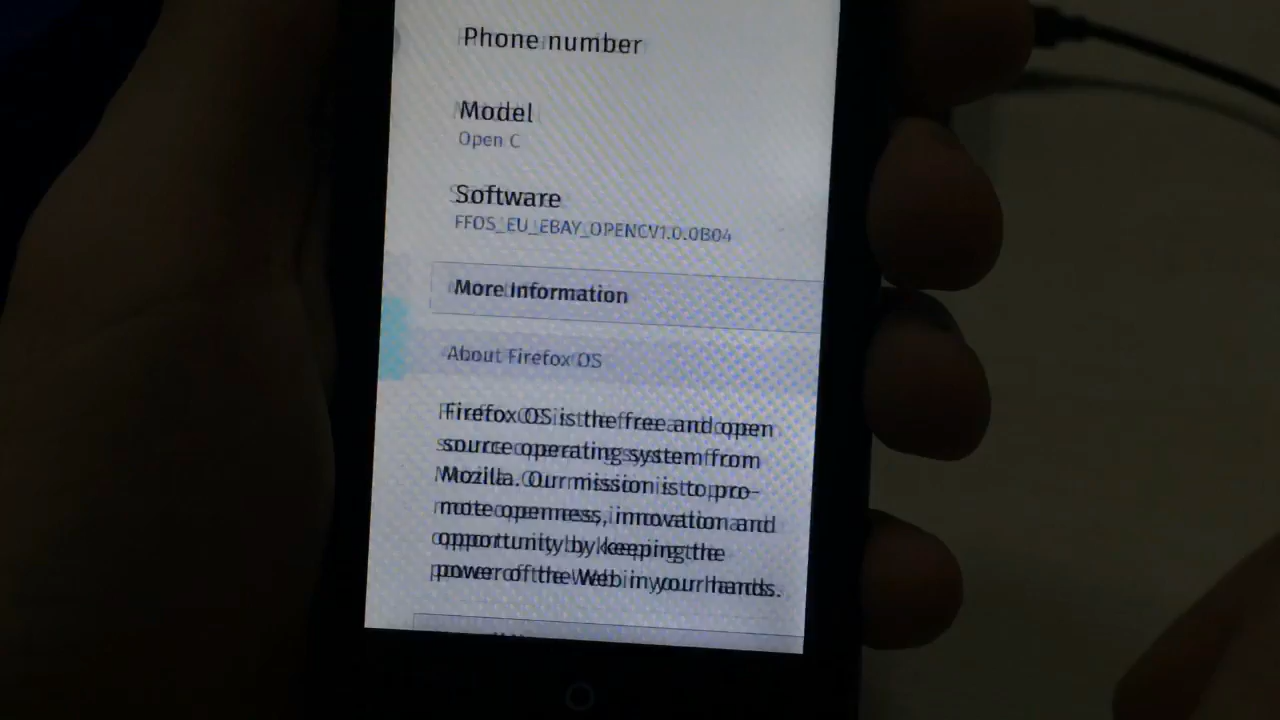 Phone number
Model
Open C
Software
FFOS_EU_EBAY_OPENCV1.0.0B04
More Information
About Firefox OS
Firefox OS is the free and open
source operating system from
Mozilla. Our mission is to pro-
mote openness, innovation and
opportunity by keeping the
power of the Web in your hands.